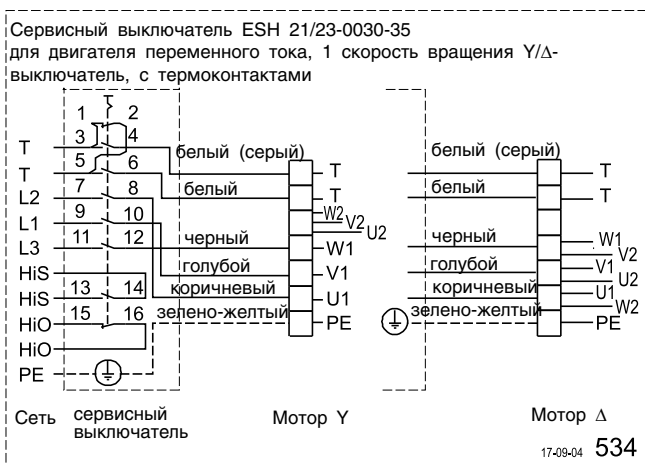 Сервисный выключатель ESH 21/23-0030-35
для двигателя переменного тока, 1 скорость вращения Y/Δ-
выключатель, с термоконтактами
1 2
T 3 4 белый (серый) T белый (серый) T
T 5 6 белый T белый T
L2 7 8 W2 V2 U2
L1 9 10
L3 11 12 черный W1 черный W1 V2
HiS голубой V1 голубой V1 U2
HiS 13 14 коричневый U1 коричневый U1 W2
HiO 15 16 зелено-желтый PE зелено-желтый PE
HiO
PE
Сеть сервисный Мотор Y Мотор Δ
выключатель
17-09-04 534